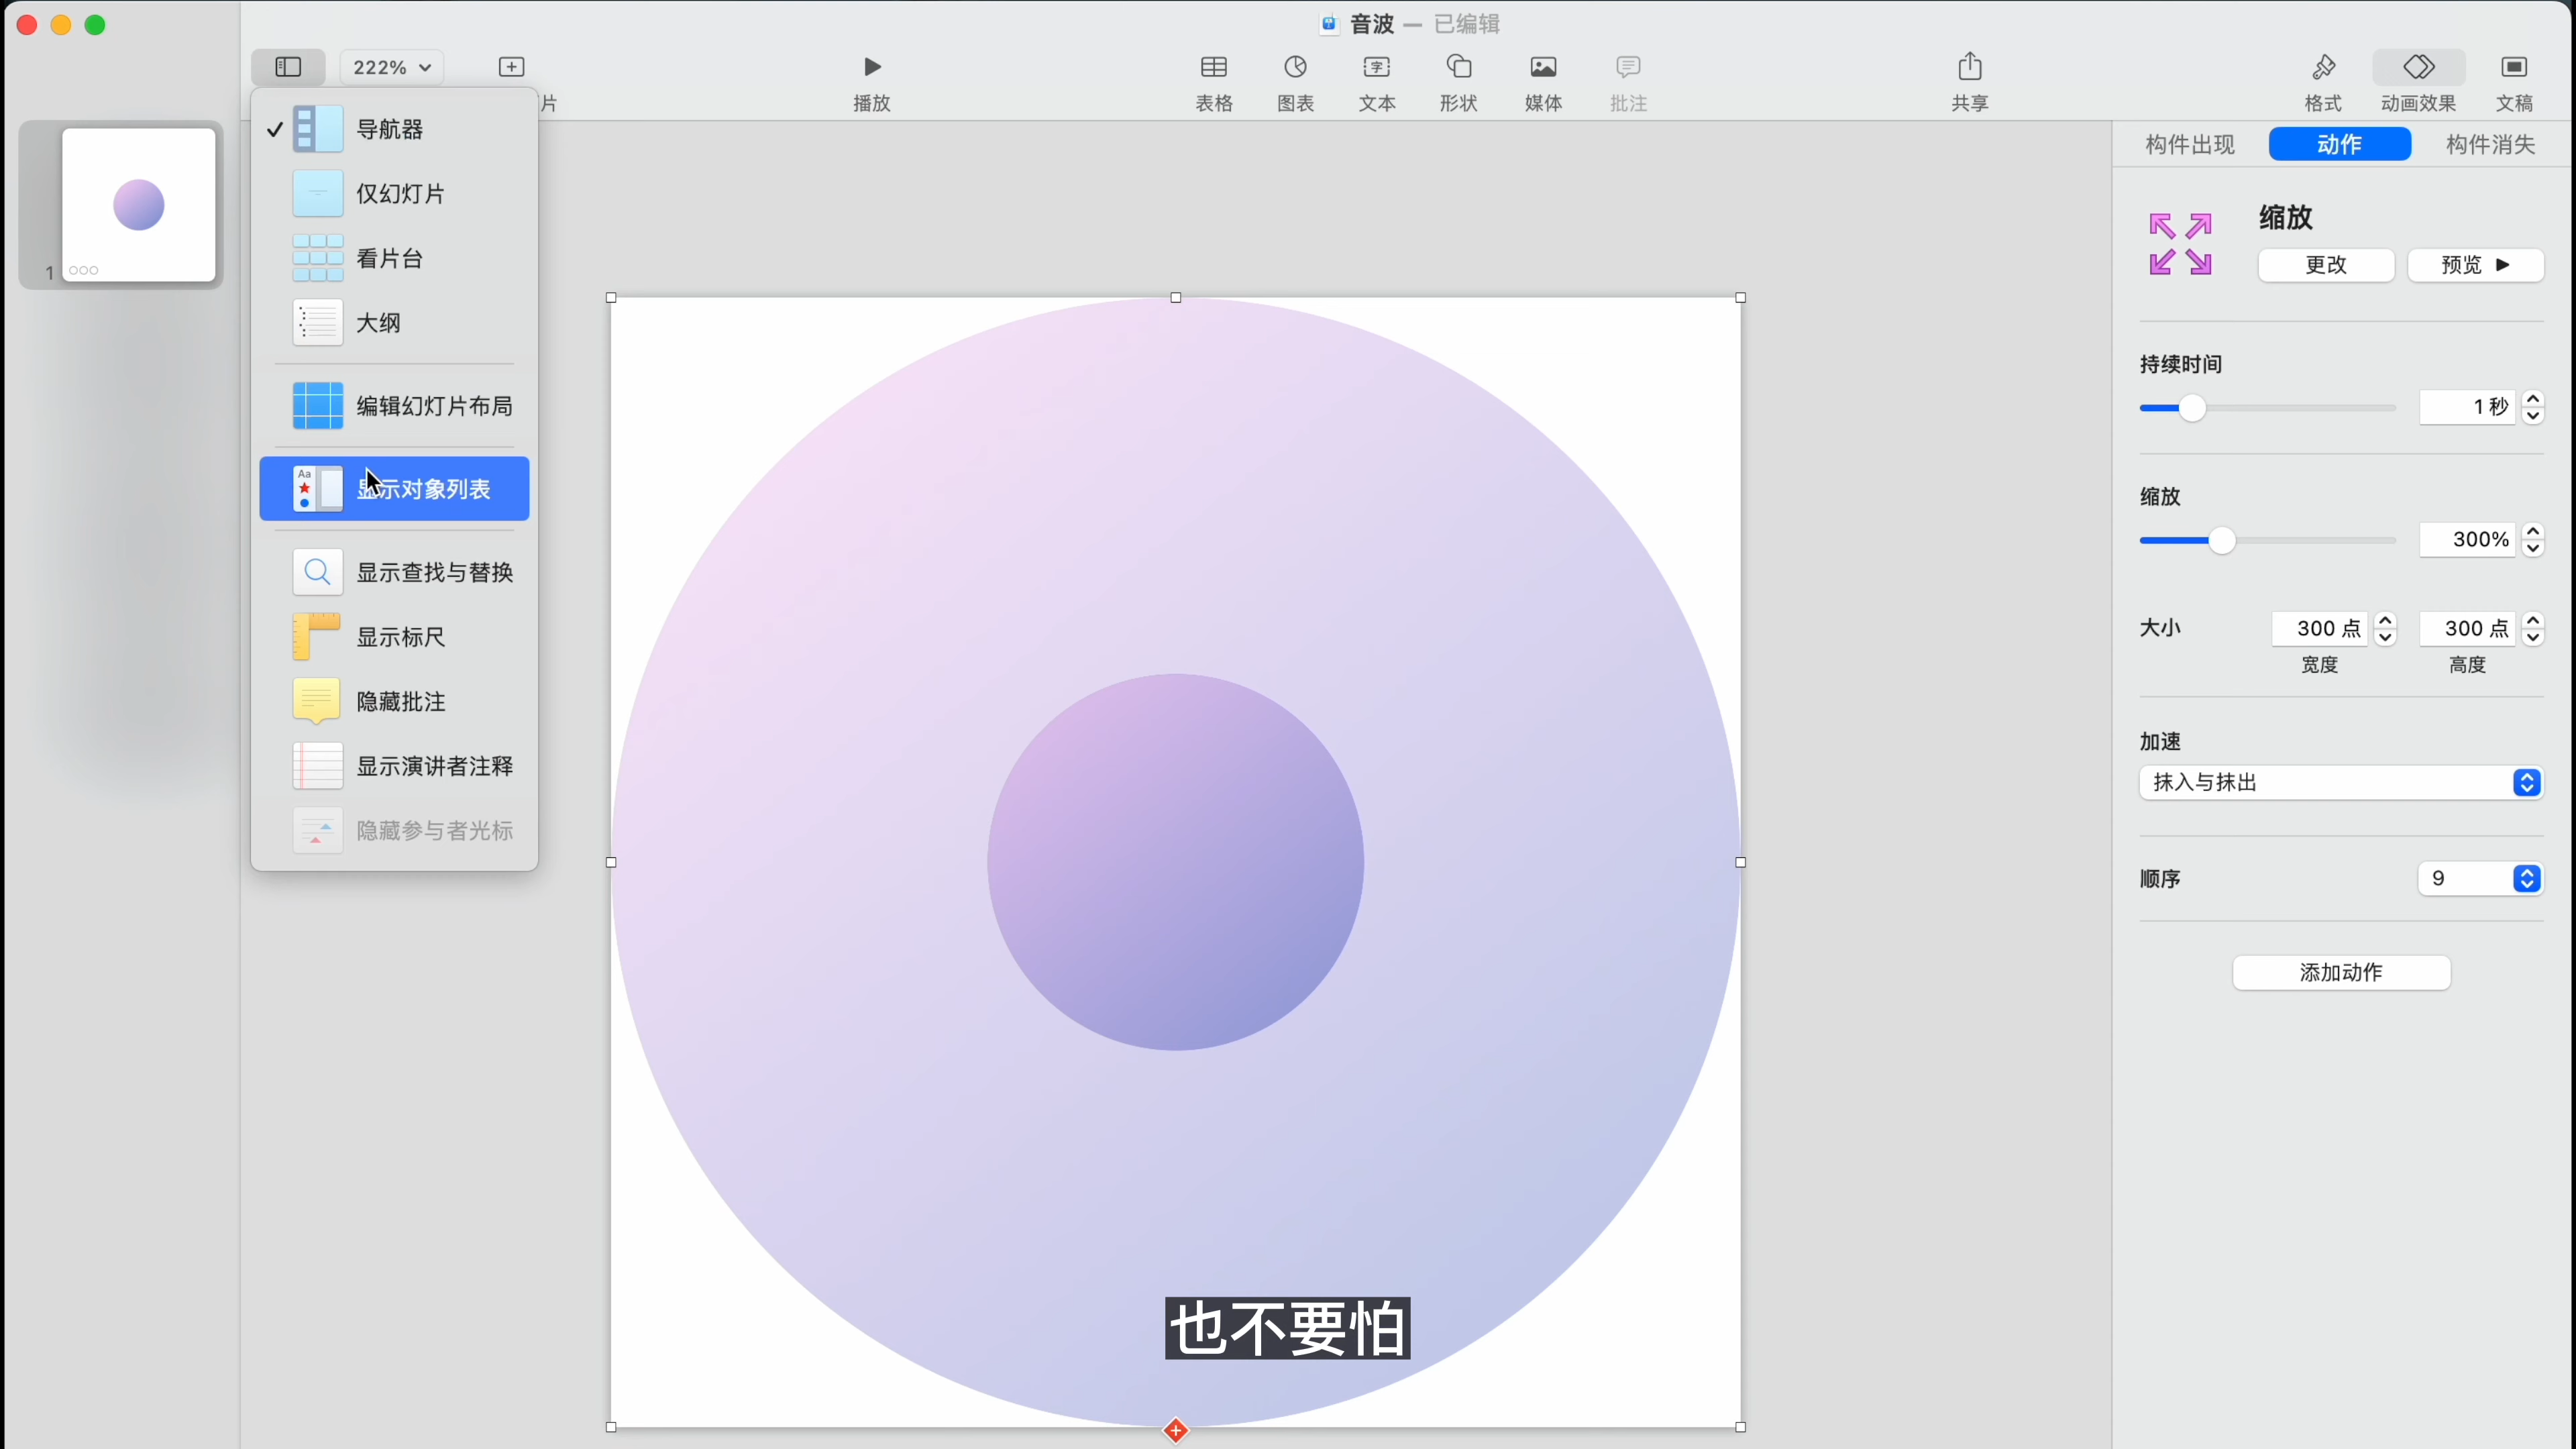 音波 — 已编辑
222%
片
播放
表格
图表
文本
形状
媒体
批注
共享
格式
动画效果
文稿
1
导航器
仅幻灯片
看片台
大纲
编辑幻灯片布局
Aa
显示对象列表
显示查找与替换
显示标尺
隐藏批注
显示演讲者注释
隐藏参与者光标
构件出现
动作
构件消失
缩放
更改
预览
持续时间
1 秒
缩放
300%
大小
300 点
300 点
宽度
高度
加速
抹入与抹出
顺序
9
添加动作
也不要怕